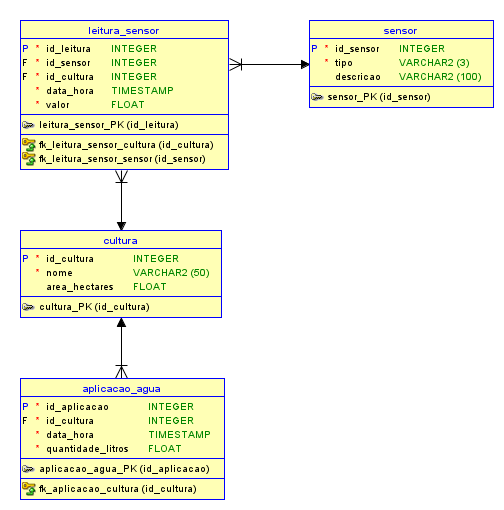 leitura_sensor
P * id_leitura INTEGER
F * id_sensor INTEGER
F * id_cultura INTEGER
* data_hora TIMESTAMP
* valor FLOAT
leitura_sensor_PK (id_leitura)
fk_leitura_sensor_cultura (id_cultura)
fk_leitura_sensor_sensor (id_sensor)
sensor
P * id_sensor INTEGER
* tipo VARCHAR2 (3)
descricao VARCHAR2 (100)
sensor_PK (id_sensor)
cultura
P * id_cultura INTEGER
* nome VARCHAR2 (50)
area_hectares FLOAT
cultura_PK (id_cultura)
aplicacao_agua
P * id_aplicacao INTEGER
F * id_cultura INTEGER
* data_hora TIMESTAMP
* quantidade_litros FLOAT
aplicacao_agua_PK (id_aplicacao)
fk_aplicacao_cultura (id_cultura)